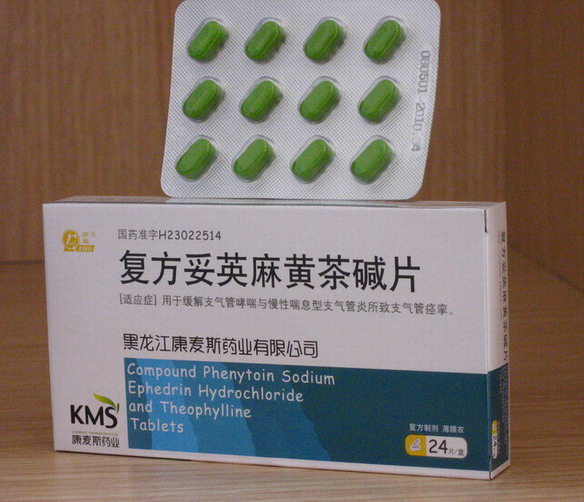 080501 2010.04
国药准字H23022514
复方妥英麻黄茶碱片
[适应症] 用于缓解支气管哮喘与慢性喘息型支气管炎所致支气管痉挛。
黑龙江康麦斯药业有限公司
Compound Phenytoin Sodium
Ephedrin Hydrochloride
and Theophylline
Tablets
KMS
康麦斯药业
复方制剂 薄膜衣
24片/盒
复方妥英麻黄茶碱片